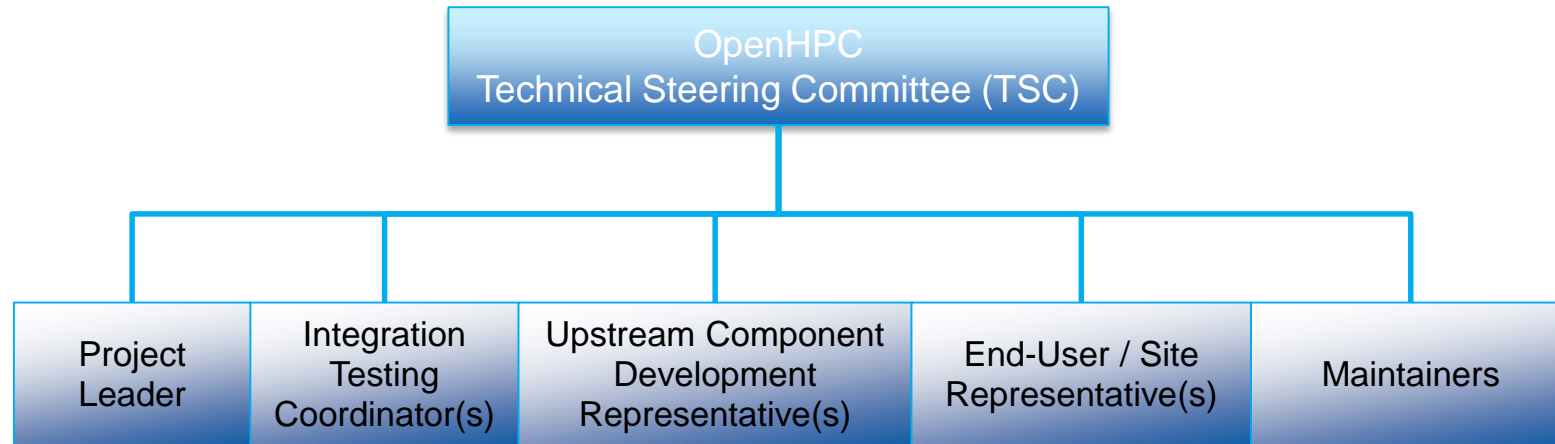 OpenHPC
Technical Steering Committee (TSC)
Project
Leader
Integration
Testing
Coordinator(s)
Upstream Component
Development
Representative(s)
End-User / Site
Representative(s)
Maintainers